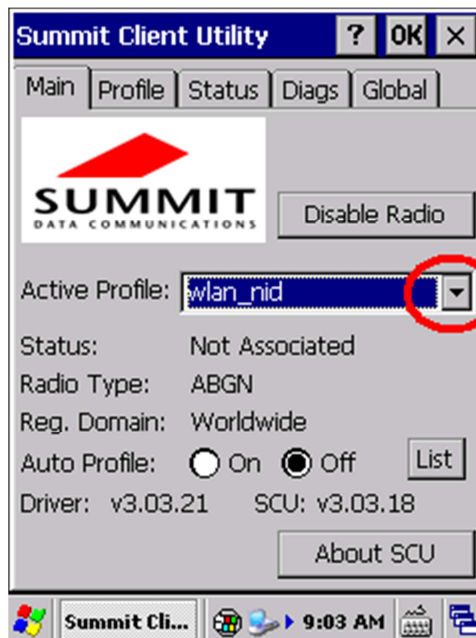 Summit Client Utility ? OK ×
Main Profile Status Diags Global
SUMMIT
DATA COMMUNICATIONS
Disable Radio
Active Profile: wlan_nid
Status: Not Associated
Radio Type: ABGN
Reg. Domain: Worldwide
Auto Profile: On Off List
Driver: v3.03.21 SCU: v3.03.18
About SCU
Summit Cli... 9:03 AM